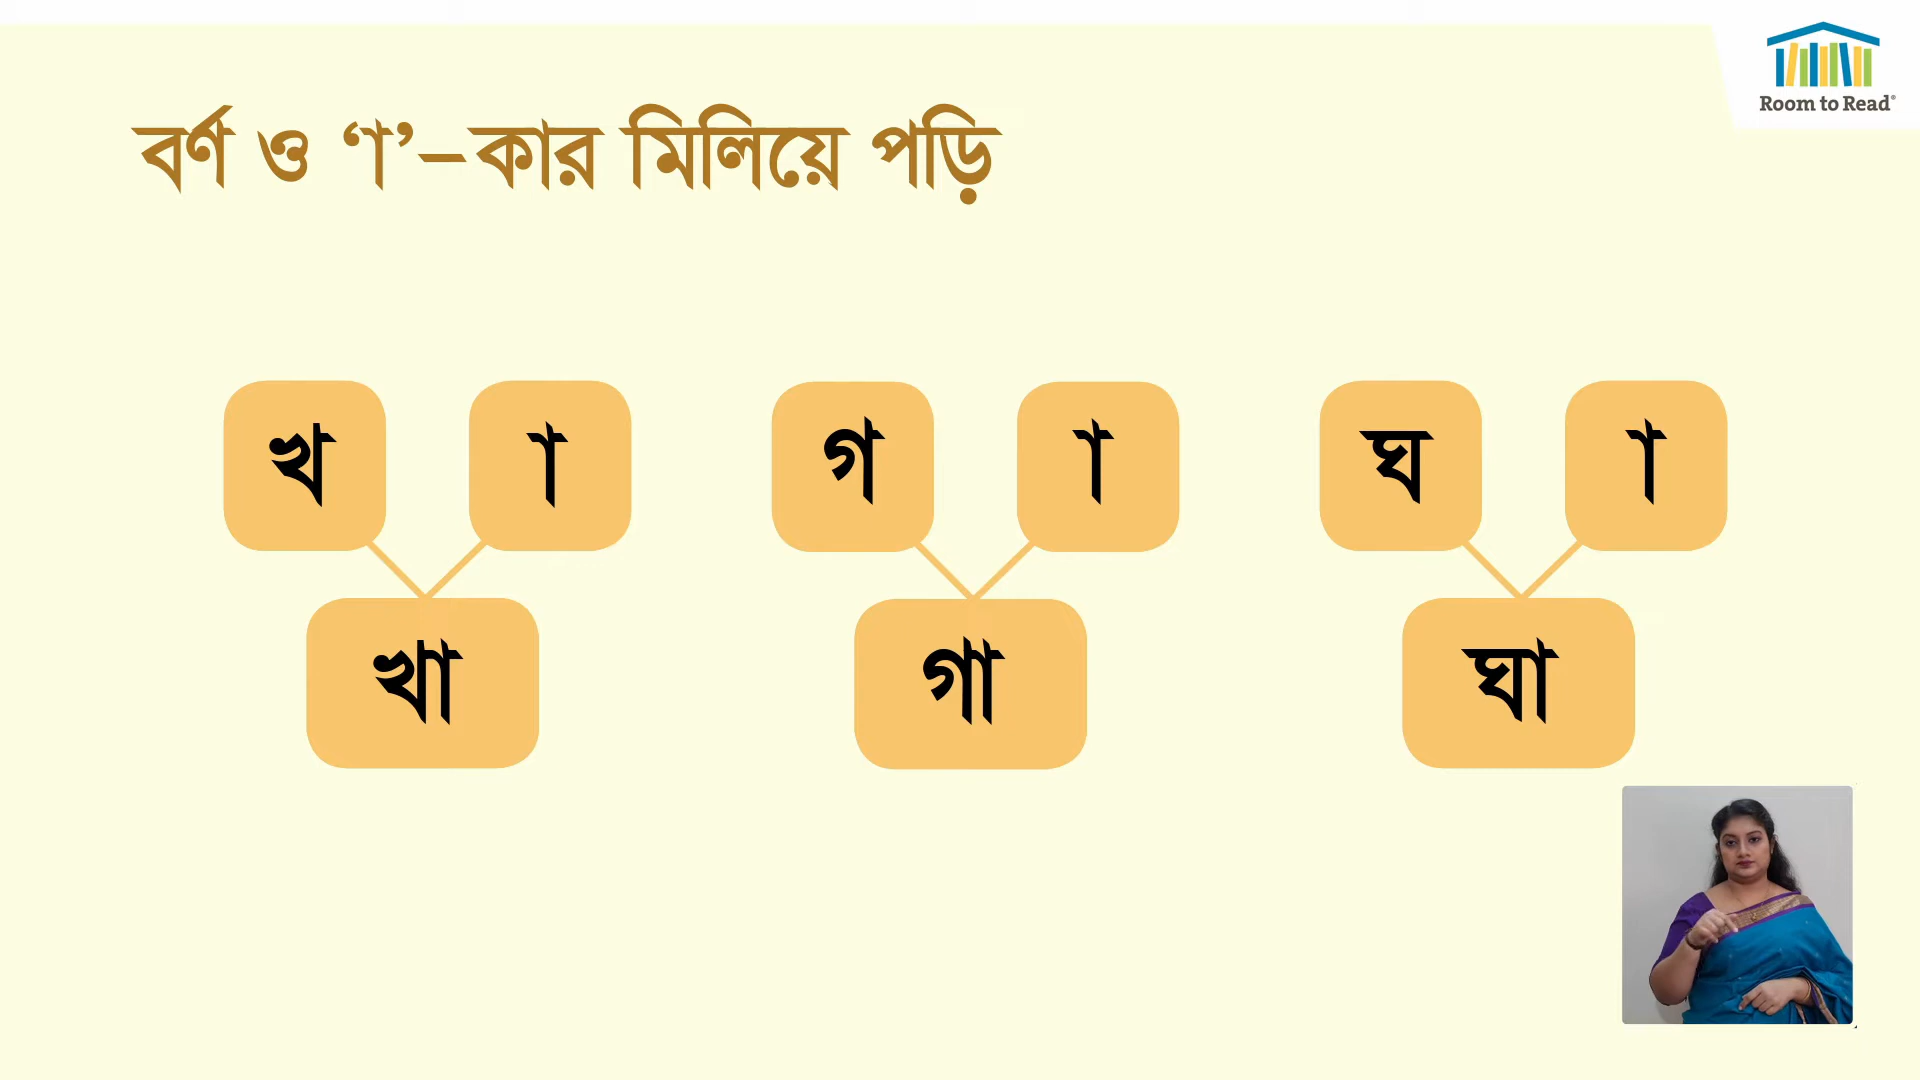 Room to Read
বর্ণ ও ‘া’–কার মিলিয়ে পড়ি
খ া গ া ঘ া
খা গা ঘা